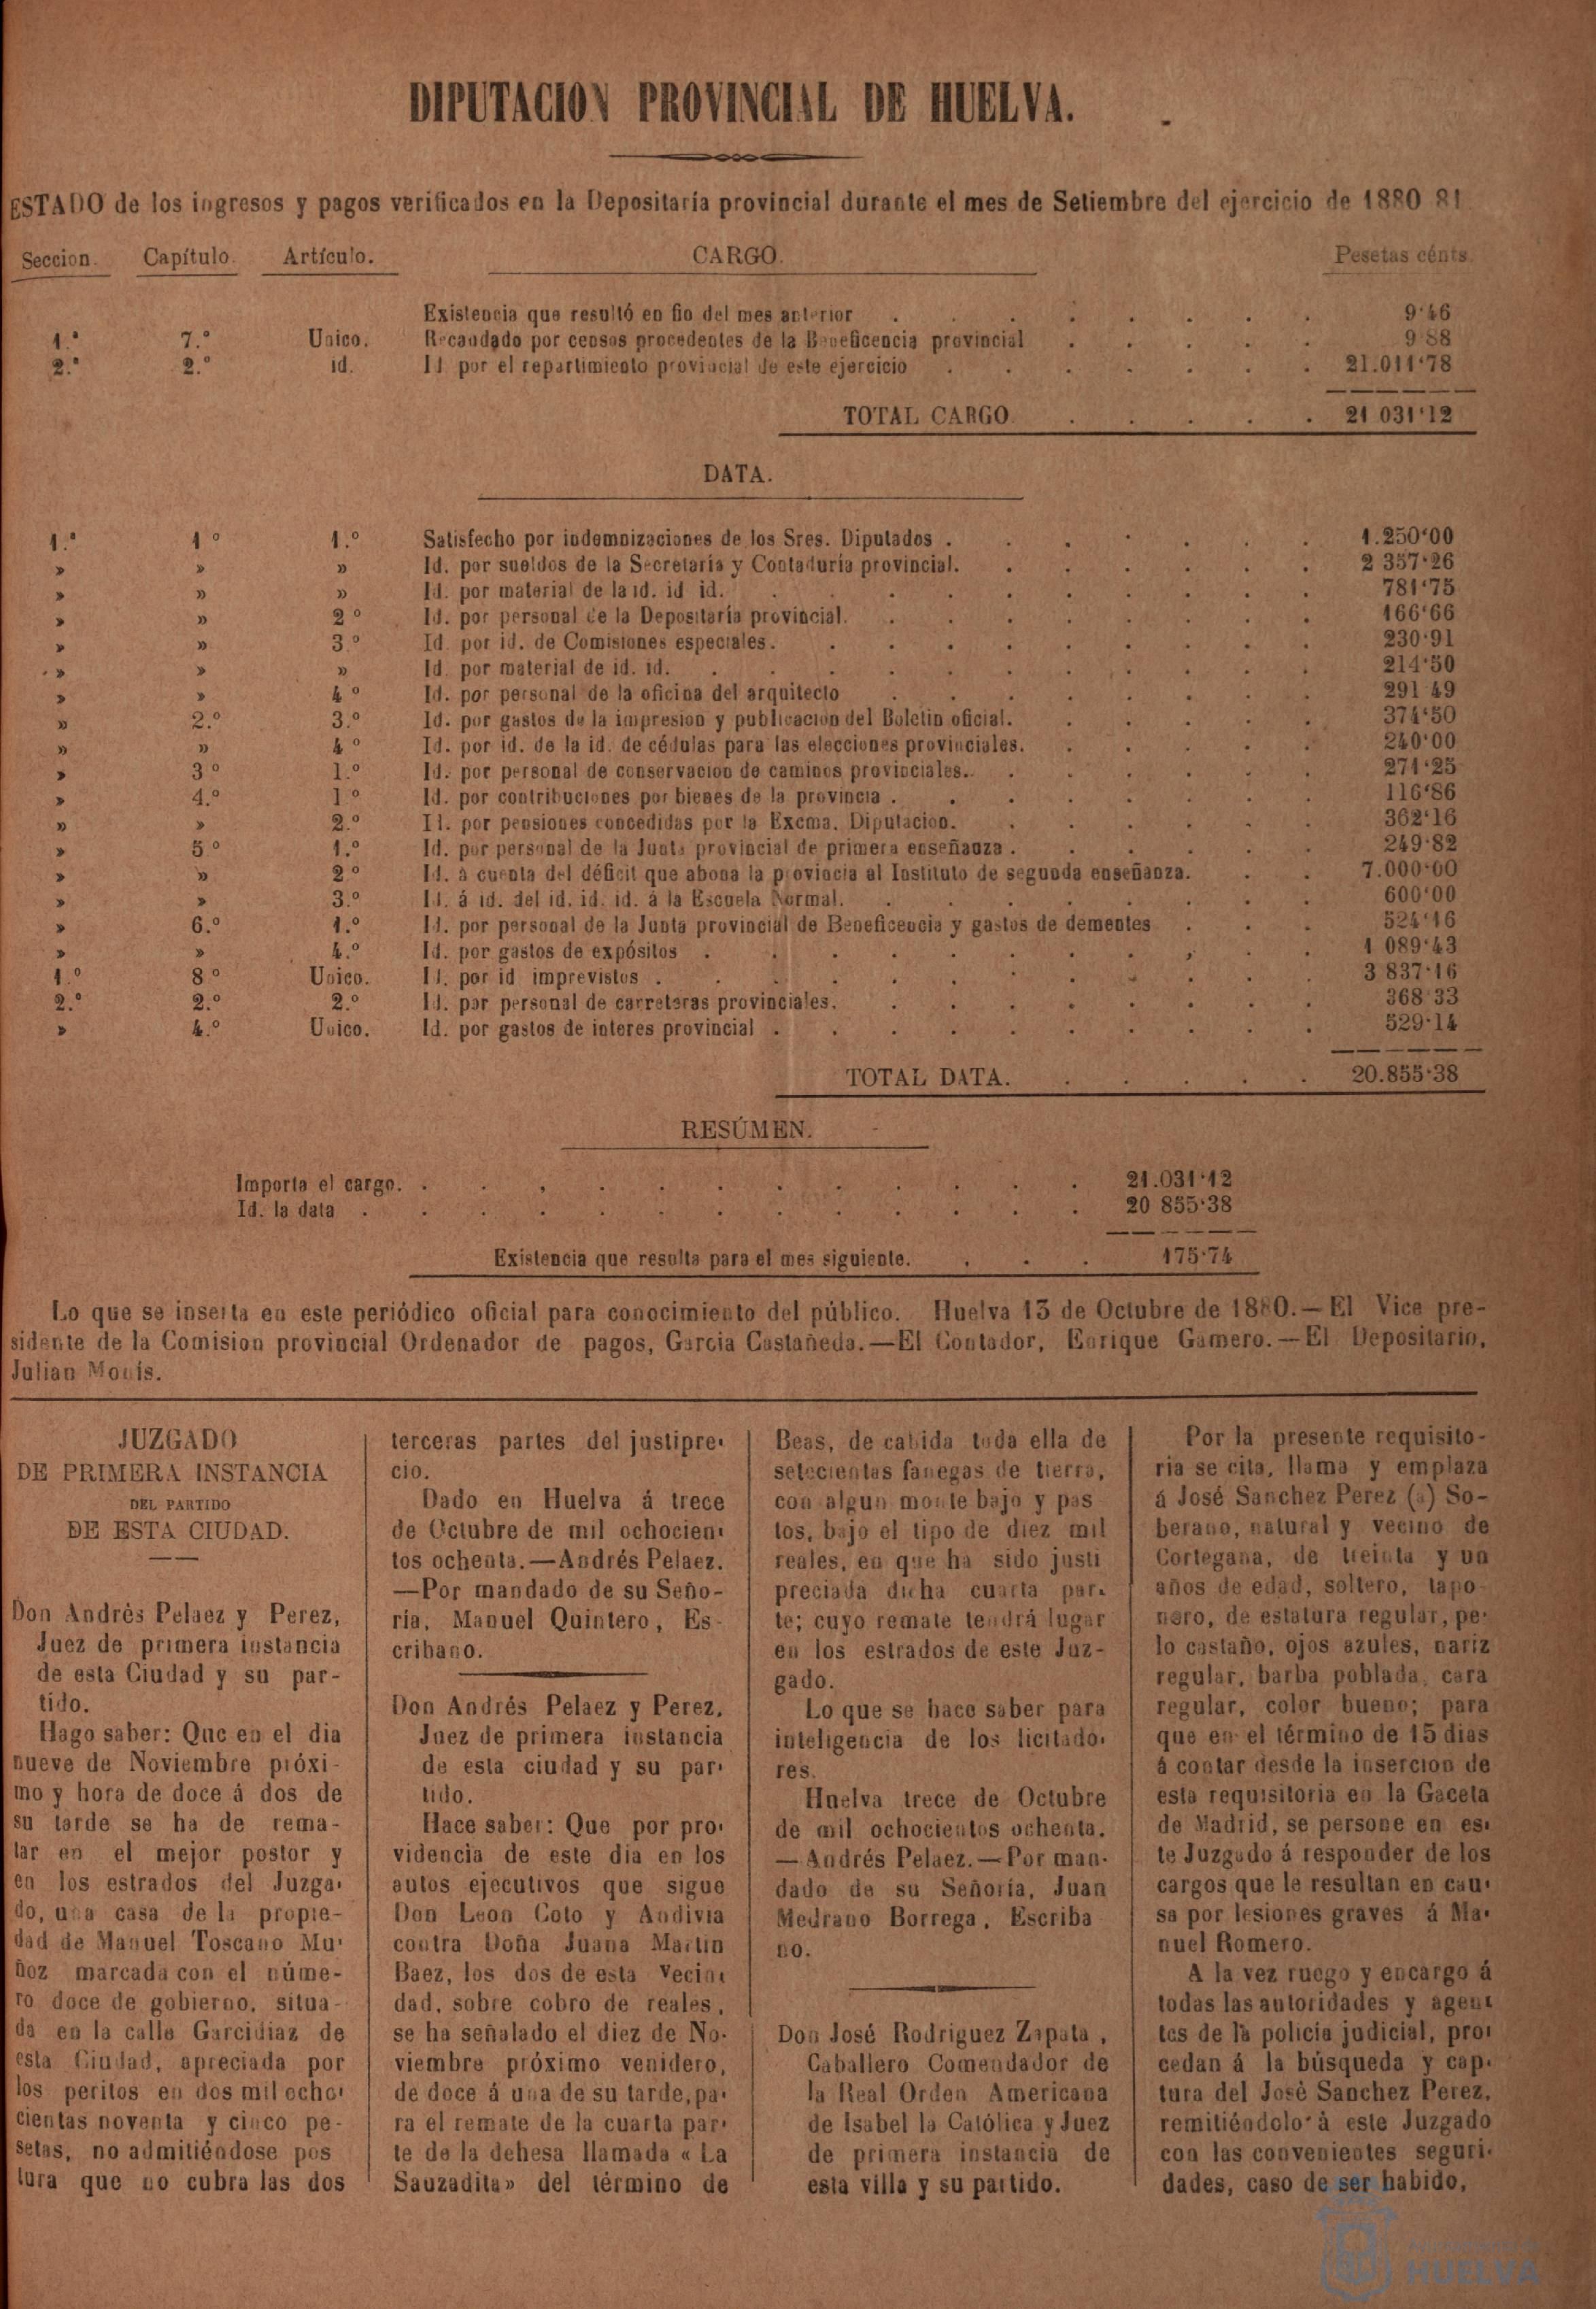 DIPUTACION PROVINCIAL DE HUELVA.
ESTADO de los ingresos y pagos verificados en la Depositaría provincial durante el mes de Setiembre del ejercicio de 1880 81
Seccion. Capítulo. Artículo. CARGO. Pesetas cénts.
Existencia que resultó en fin del mes anterior . . . . . . 9‘46
1.ª 7.º Unico. Recaudado por censos procedentes de la Beneficencia provincial . . . . . 9 88
2.ª 2.º id. Id por el repartimiento provincial de este ejercicio . . . . . . . 21.011‘78
TOTAL CARGO. . . . . . 21 031‘12
DATA.
1.ª 1 º 1.º Satisfecho por indemnizaciones de los Sres. Diputados . . . . . . . 1.250‘00
» » » Id. por sueldos de la Secretaría y Contaduría provincial. . . . . . . 2 357‘26
» » » Id. por material de la id. id id. . . . . . . . . 781‘75
» » 2 º Id. por personal de la Depositaría provincial. . . . . . . . 166‘66
» » 3 º Id por id. de Comisiones especiales. . . . . . . . . 230‘91
» » » Id por material de id. id. . . . . . . . . . 214‘50
» » 4 º Id. por personal de la oficina del arquitecto . . . . . . . 291 49
» 2.º 3.º Id. por gastos de la impresion y publicacion del Boletin oficial. . . . . . 374‘50
» » 4 º Id. por id. de la id. de cédulas para las elecciones provinciales. . . . . . 240‘00
» 3 º 1.º Id. por personal de conservacion de caminos provinciales. . . . . . . 271‘25
» 4.º 1 º Id. por contribuciones por bienes de la provincia . . . . . . . . 116‘86
» » 2.º Id. por pensiones concedidas por la Excma. Diputacion. . . . . . . 362‘16
» 5 º 1.º Id. por personal de la Junta provincial de primera enseñanza . . . . . . 249‘82
» » 2 º Id. á cuenta del déficit que abona la provincia al Instituto de segunda enseñanza. . . 7.000‘00
» » 3.º Id. á id. del id. id. id. á la Escuela Normal. . . . . . . . 600‘00
» 6.º 1.º Id. por personal de la Junta provincial de Beneficencia y gastos de dementes . . . 524‘16
» » 4.º Id. por gastos de expósitos . . . . . . . . . . 1 089‘43
1.º 8 º Unico. Id. por id imprevistos . . . . . . . . . . 3 837‘16
2.º 2.º 2.º Id. por personal de carreteras provinciales. . . . . . . . 368 33
» 4.º Unico. Id. por gastos de interes provincial . . . . . . . . . 529‘14
TOTAL DATA. . . . . . 20.855‘38
RESÚMEN.
Importa el cargo. . . . . . . . . . . . . 21.031‘12
Id. la data . . . . . . . . . . . . . 20 855‘38
Existencia que resulta para el mes siguiente. . . . 175‘74
Lo que se inserta en este periódico oficial para conocimiento del público. Huelva 13 de Octubre de 1880.—El Vice pre-
sidente de la Comision provincial Ordenador de pagos, Garcia Castañeda.—El Contador, Enrique Gamero.—El Depositario,
Julian Monis.
JUZGADO
DE PRIMERA INSTANCIA
DEL PARTIDO
DE ESTA CIUDAD.
Don Andrés Pelaez y Perez,
Juez de primera instancia
de esta Ciudad y su par-
tido.
Hago saber: Que en el dia
nueve de Noviembre próxi-
mo y hora de doce á dos de
su tarde se ha de rema-
tar en el mejor postor y
en los estrados del Juzga-
do, una casa de la propie-
dad de Manuel Toscano Mu-
ñoz marcada con el núme-
ro doce de gobierno, situa-
da en la calle Garcidiaz de
esta Ciudad, apreciada por
los peritos en dos mil ocho-
cientas noventa y cinco pe-
setas, no admitiéndose pos
tura que no cubra las dos
terceras partes del justipre-
cio.
Dado en Huelva á trece
de Octubre de mil ochocien-
tos ochenta.—Andrés Pelaez.
—Por mandado de su Seño-
ría, Manuel Quintero, Es-
cribano.
Don Andrés Pelaez y Perez,
Juez de primera instancia
de esta ciudad y su par-
tido.
Hace saber: Que por pro-
videncia de este dia en los
autos ejecutivos que sigue
Don Leon Coto y Andivia
contra Doña Juana Martin
Baez, los dos de esta Vecin-
dad, sobre cobro de reales,
se ha señalado el diez de No-
viembre próximo venidero,
de doce á una de su tarde, pa-
ra el remate de la cuarta par-
te de la dehesa llamada « La
Sauzadita» del término de
Beas, de cabida toda ella de
setecientas fanegas de tierra,
con algun monte bajo y pas
tos, bajo el tipo de diez mil
reales, en que ha sido justi
preciada dicha cuarta par-
te; cuyo remate tendrá lugar
en los estrados de este Juz-
gado.
Lo que se hace saber para
inteligencia de los licitado-
res.
Huelva trece de Octubre
de mil ochocientos ochenta.
—Andrés Pelaez.—Por man-
dado de su Señoría, Juan
Medrano Borrega, Escriba
no.
Don José Rodriguez Zapata,
Caballero Comendador de
la Real Orden Americana
de Isabel la Católica y Juez
de primera instancia de
esta villa y su partido.
Por la presente requisito-
ria se cita, llama y emplaza
á José Sanchez Perez (a) So-
berano, natural y vecino de
Cortegana, de treinta y un
años de edad, soltero, tapo-
nero, de estatura regular, pe-
lo castaño, ojos azules, nariz
regular, barba poblada, cara
regular, color bueno; para
que en el término de 15 dias
á contar desde la insercion de
esta requisitoria en la Gaceta
de Madrid, se persone en es-
te Juzgado á responder de los
cargos que le resultan en cau-
sa por lesiones graves á Ma-
nuel Romero.
A la vez ruego y encargo á
todas las autoridades y agen-
tes de la policía judicial, pro-
cedan á la búsqueda y cap-
tura del José Sanchez Perez,
remitiéndolo á este Juzgado
con las convenientes seguri-
dades, caso de ser habido,
HUELVA